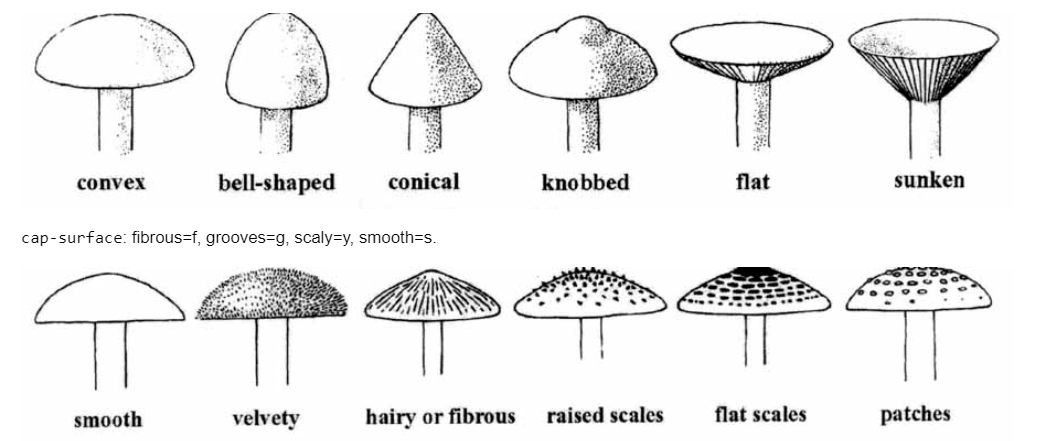 convex bell-shaped conical knobbed flat sunken
cap-surface: fibrous=f, grooves=g, scaly=y, smooth=s.
smooth velvety hairy or fibrous raised scales flat scales patches